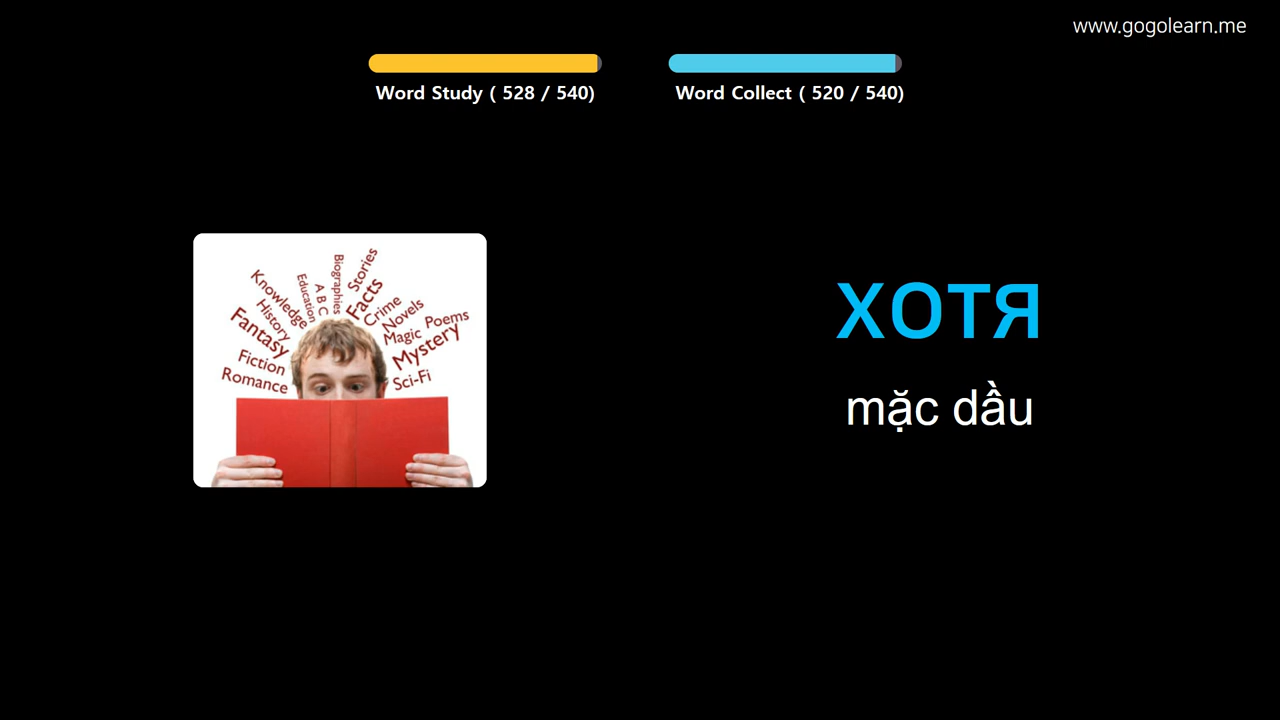 www.gogolearn.me
Word Study ( 528 / 540)
Word Collect ( 520 / 540)
Knowledge
History
Fantasy
Fiction
Romance
Education
A B C
Biographies
Stories
Facts
Crime
Novels
Magic
Poems
Mystery
Sci-Fi
хотя
mặc dầu